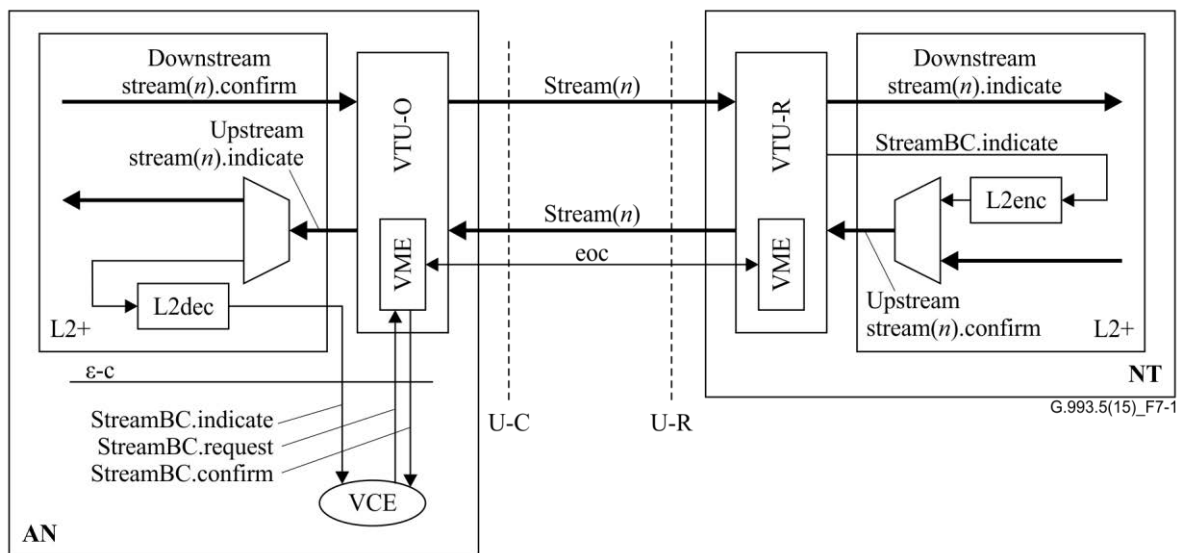 Downstream
stream(n).confirm
Upstream
stream(n).indicate
L2dec
L2+
VTU-O
VME
Stream(n)
Stream(n)
eoc
VTU-R
VME
Downstream
stream(n).indicate
StreamBC.indicate
L2enc
Upstream
stream(n).confirm
L2+
NT
G.993.5(15)_F7-1
ε-c
StreamBC.indicate
StreamBC.request
StreamBC.confirm
U-C
U-R
VCE
AN